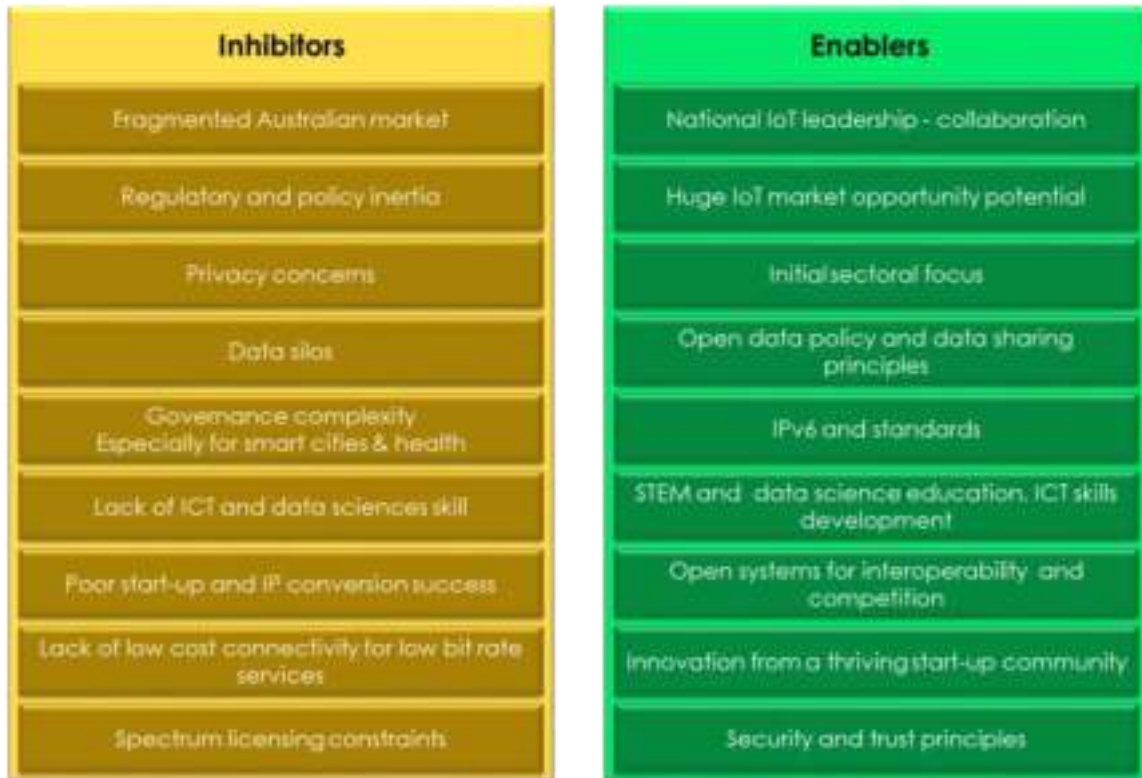 Inhibitors
Fragmented Australian market
Regulatory and policy inertia
Privacy concerns
Data silos
Governance complexity
Especially for smart cities & health
Lack of ICT and data sciences skill
Poor start-up and IP conversion success
Lack of low cost connectivity for low bit rate
services
Spectrum licensing constraints
Enablers
National IoT leadership - collaboration
Huge IoT market opportunity potential
Initial sectoral focus
Open data policy and data sharing
principles
IPv6 and standards
STEM and data science education. ICT skills
development
Open systems for interoperability and
competition
Innovation from a thriving start-up community
Security and trust principles